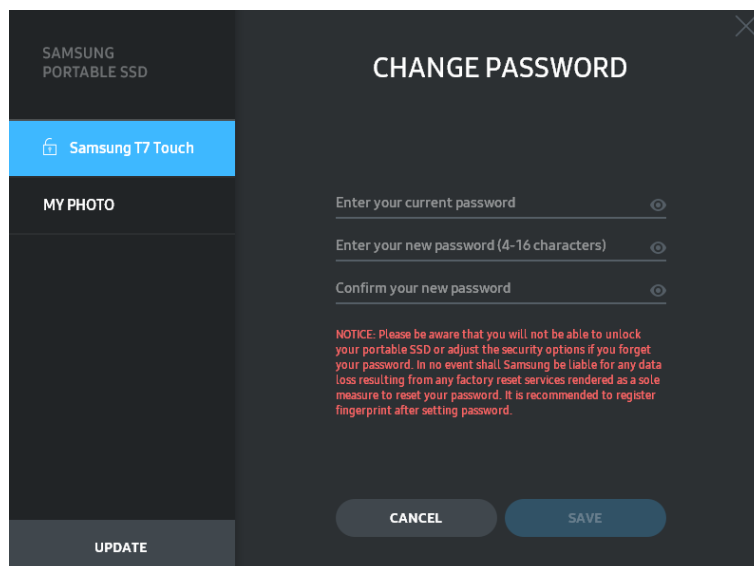 SAMSUNG
PORTABLE SSD
CHANGE PASSWORD
Samsung T7 Touch
MY PHOTO
Enter your current password
Enter your new password (4-16 characters)
Confirm your new password
NOTICE: Please be aware that you will not be able to unlock
your portable SSD or adjust the security options if you forget
your password. In no event shall Samsung be liable for any data
loss resulting from any factory reset services rendered as a sole
measure to reset your password. It is recommended to register
fingerprint after setting password.
CANCEL
SAVE
UPDATE